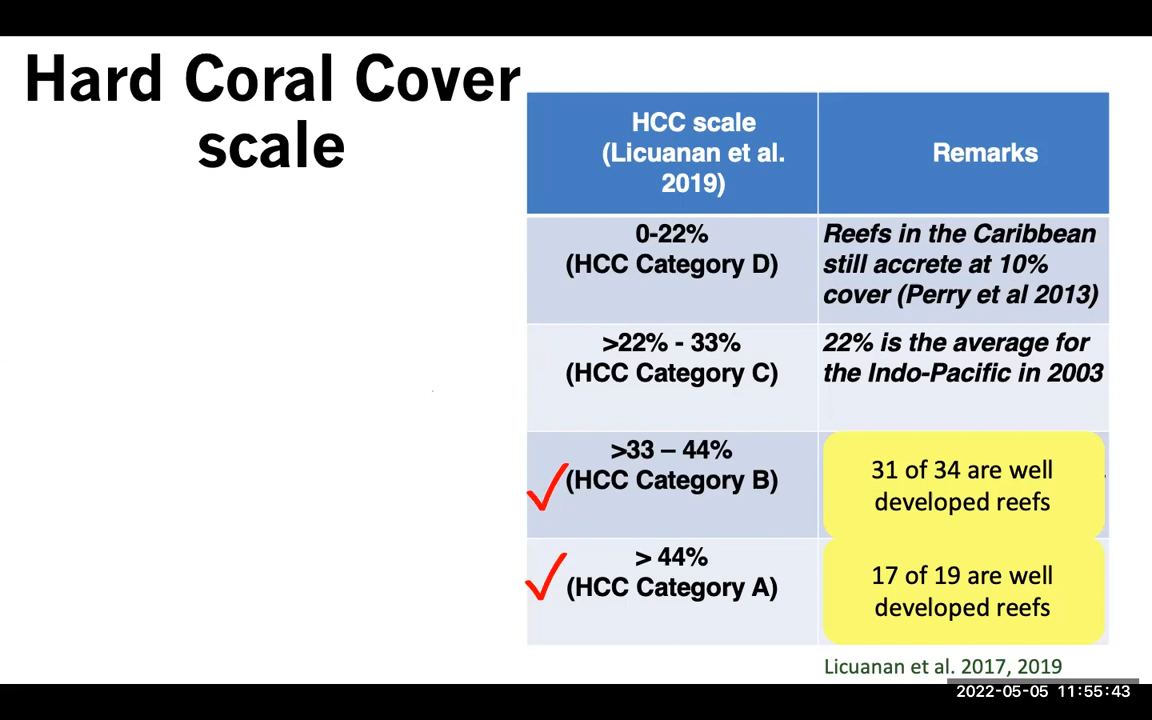 Hard Coral Cover
scale
HCC scale
(Licuanan et al.
2019)
Remarks
0-22%
(HCC Category D)
Reefs in the Caribbean
still accrete at 10%
cover (Perry et al 2013)
>22% - 33%
(HCC Category C)
22% is the average for
the Indo-Pacific in 2003
>33 – 44%
(HCC Category B)
31 of 34 are well
developed reefs
> 44%
(HCC Category A)
17 of 19 are well
developed reefs
Licuanan et al. 2017, 2019
2022-05-05 11:55:43